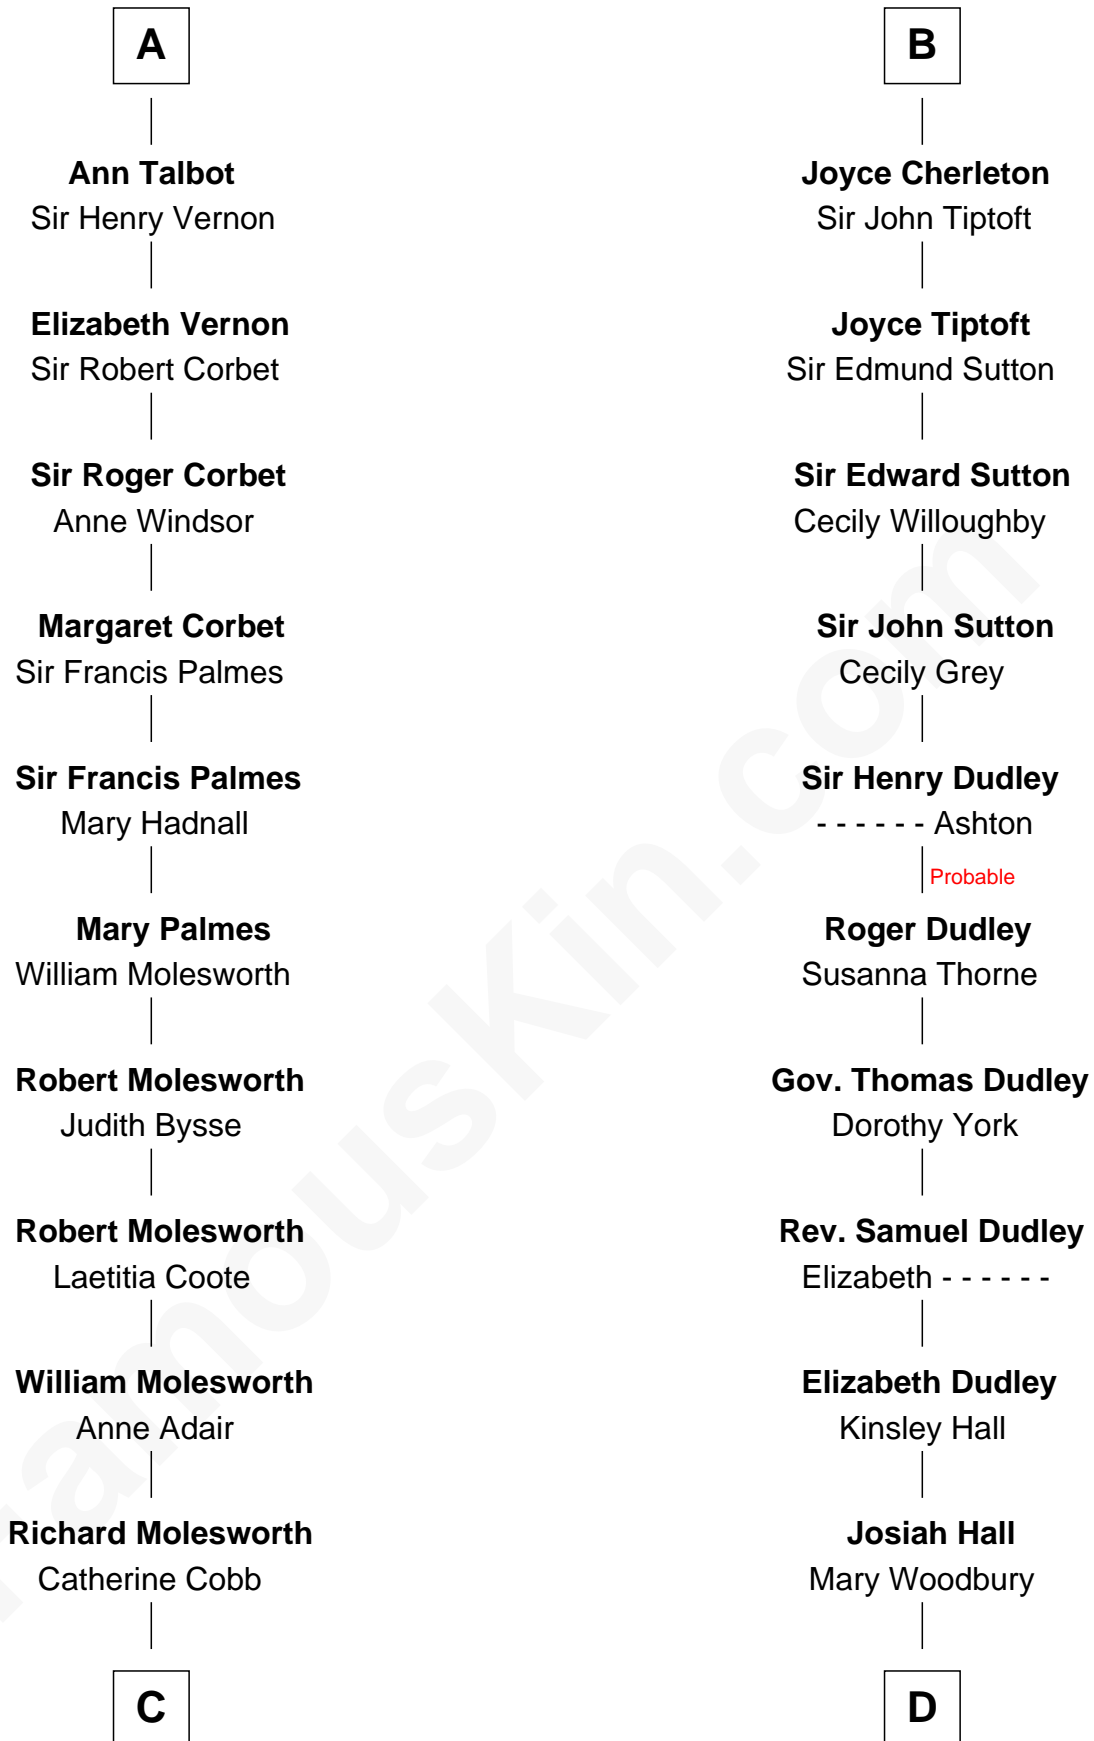 A
Ann Talbot
Sir Henry Vernon
Elizabeth Vernon
Sir Robert Corbet
Sir Roger Corbet
Anne Windsor
Margaret Corbet
Sir Francis Palmes
Sir Francis Palmes
Mary Hadnall
Mary Palmes
William Molesworth
Robert Molesworth
Judith Bysse
Robert Molesworth
Laetitia Coote
William Molesworth
Anne Adair
Richard Molesworth
Catherine Cobb
C
B
Joyce Cherleton
Sir John Tiptoft
Joyce Tiptoft
Sir Edmund Sutton
Sir Edward Sutton
Cecily Willoughby
Sir John Sutton
Cecily Grey
Sir Henry Dudley
- - - - - - Ashton
Probable
Roger Dudley
Susanna Thorne
Gov. Thomas Dudley
Dorothy York
Rev. Samuel Dudley
Elizabeth - - - - - -
Elizabeth Dudley
Kinsley Hall
Josiah Hall
Mary Woodbury
D
FamousKin.com